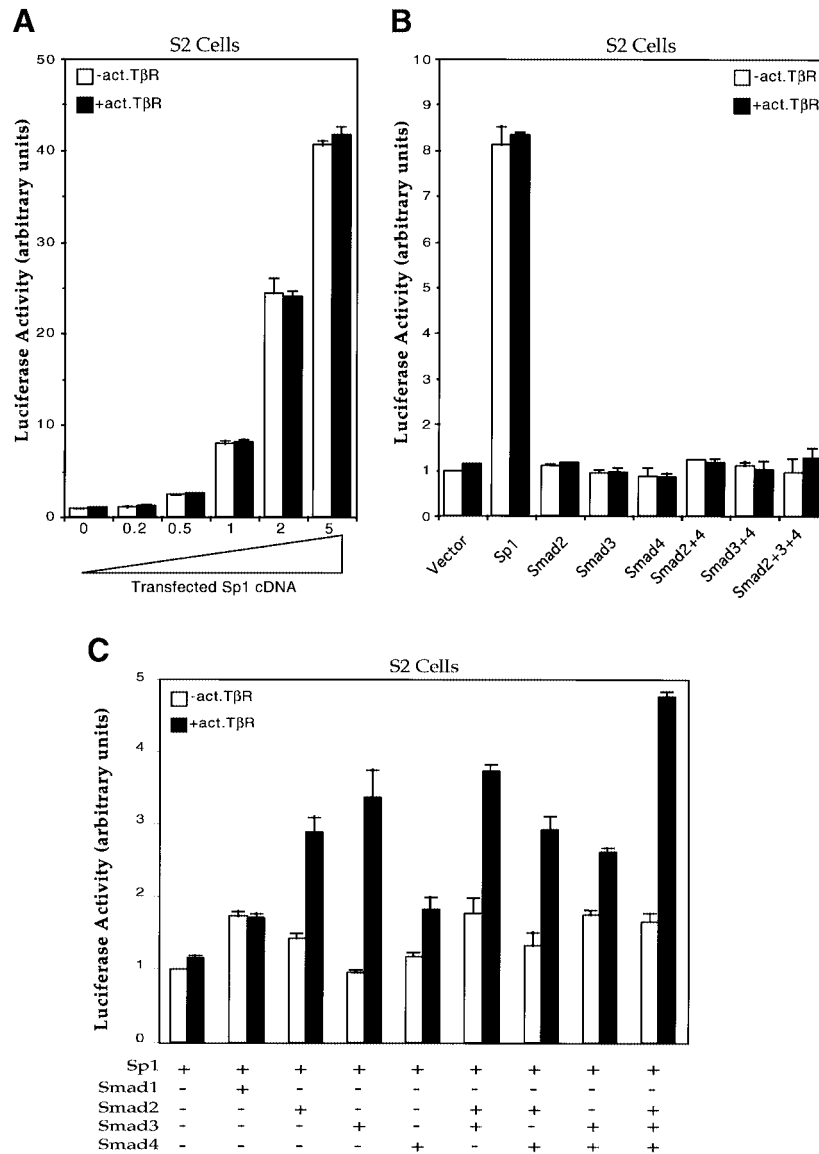 A
S2 Cells
50
40
30
20
10
0
Luciferase Activity (arbitrary units)
-act.TβR
+act.TβR
0 0.2 0.5 1 2 5
Transfected Sp1 cDNA
B
S2 Cells
10
9
8
7
6
5
4
3
2
1
0
Luciferase Activity (arbitrary units)
-act.TβR
+act.TβR
Vector
Sp1
Smad2
Smad3
Smad4
Smad2+4
Smad3+4
Smad2+3+4
C
S2 Cells
5
4
3
2
1
0
Luciferase Activity (arbitrary units)
-act.TβR
+act.TβR
Sp1 + + + + + + + + +
Smad1 - + - - - - - - -
Smad2 - - + - - + + - +
Smad3 - - - + - + - + +
Smad4 - - - - + - + + +